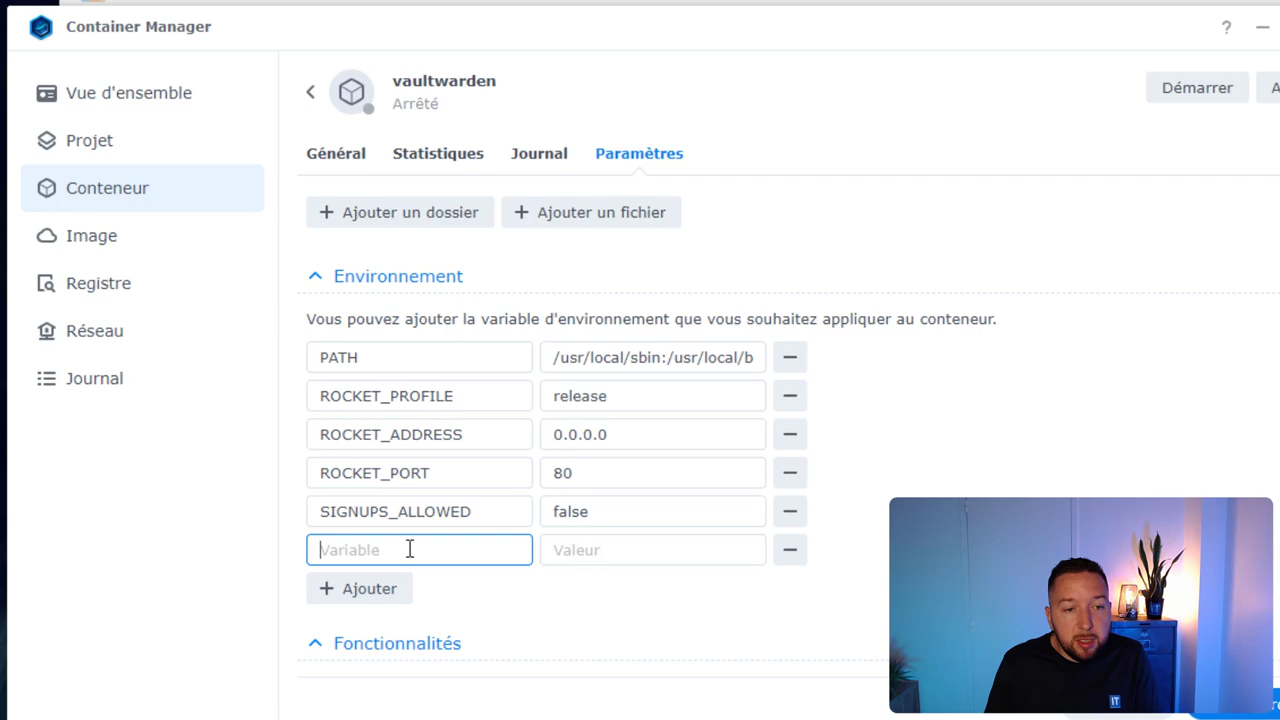 Container Manager
?
Vue d'ensemble
Projet
Conteneur
Image
Registre
Réseau
Journal
vaultwarden
Arrêté
Démarrer
Général
Statistiques
Journal
Paramètres
+ Ajouter un dossier
+ Ajouter un fichier
Environnement
Vous pouvez ajouter la variable d'environnement que vous souhaitez appliquer au conteneur.
PATH /usr/local/sbin:/usr/local/b
ROCKET_PROFILE release
ROCKET_ADDRESS 0.0.0.0
ROCKET_PORT 80
SIGNUPS_ALLOWED false
Variable Valeur
+ Ajouter
Fonctionnalités
IT